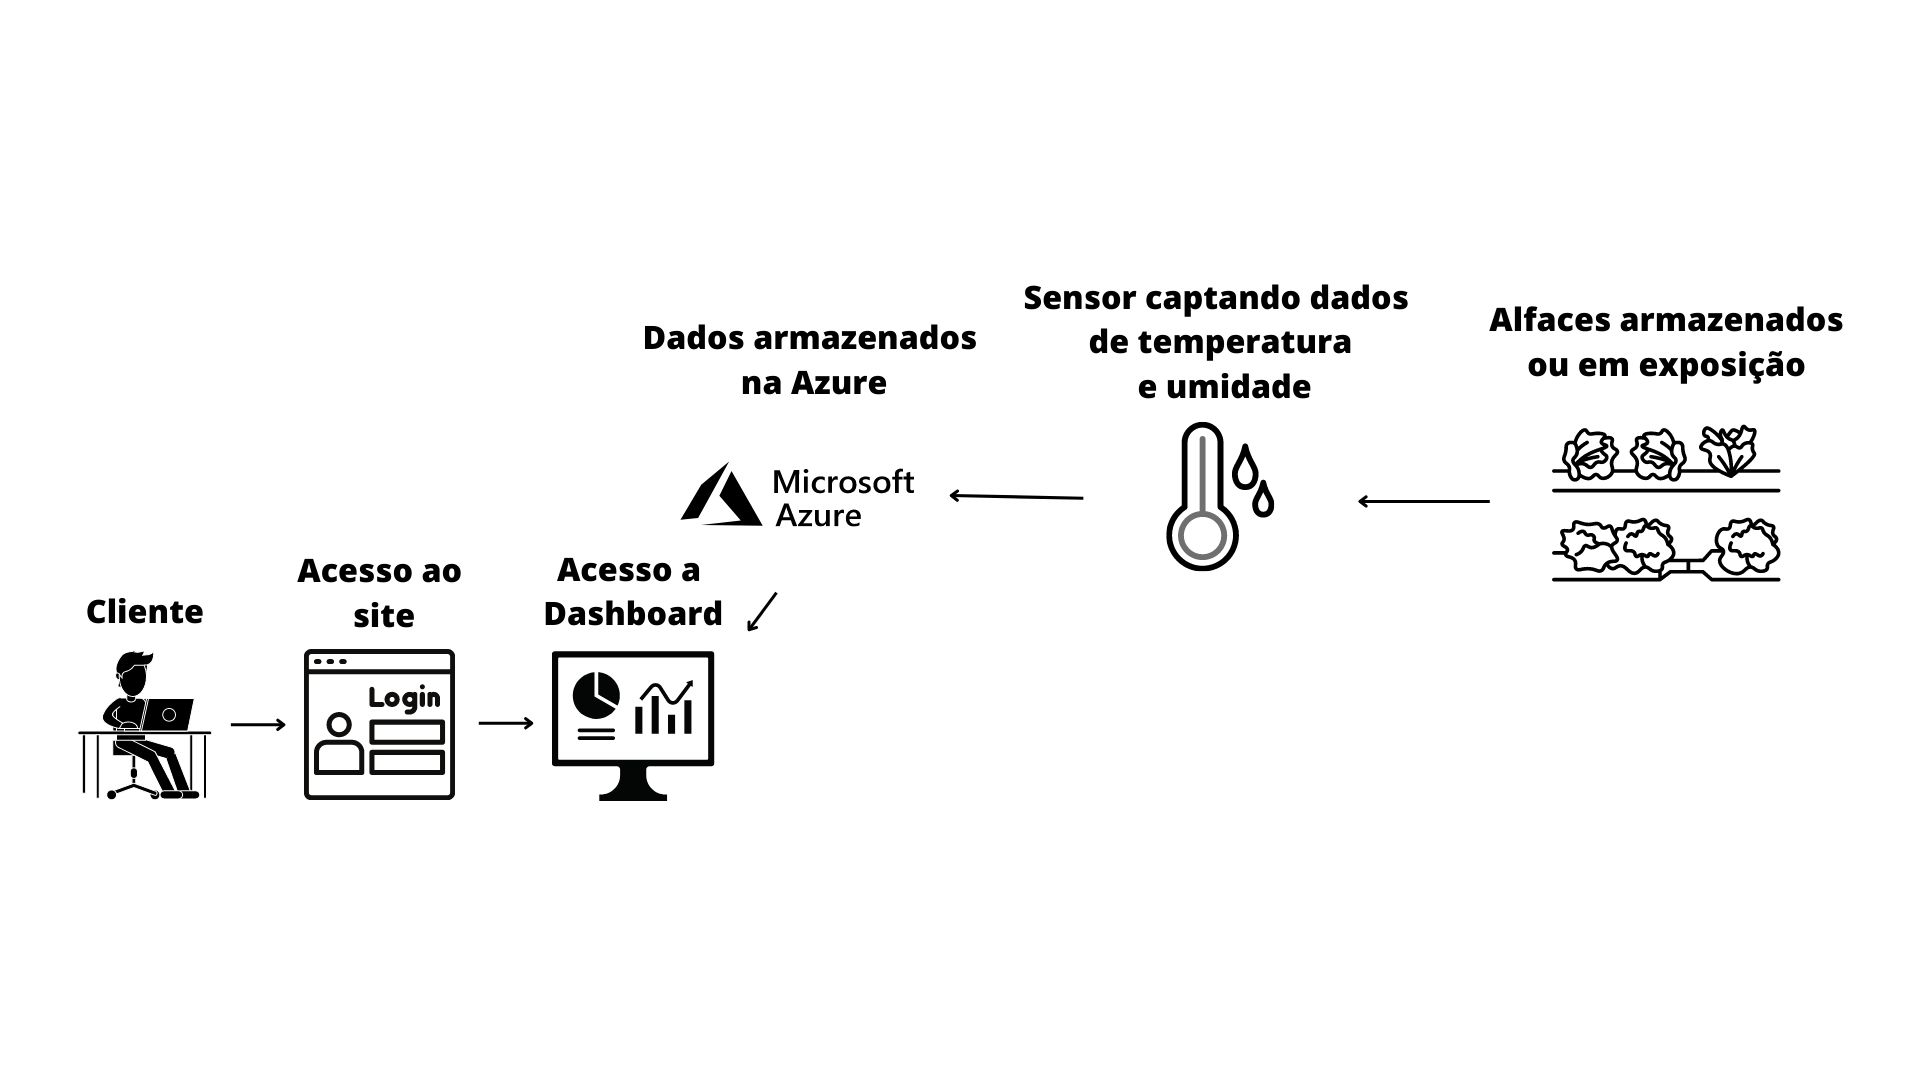 Cliente
Acesso ao
site
Login
Acesso a
Dashboard
Dados armazenados
na Azure
Microsoft
Azure
Sensor captando dados
de temperatura
e umidade
Alfaces armazenados
ou em exposição